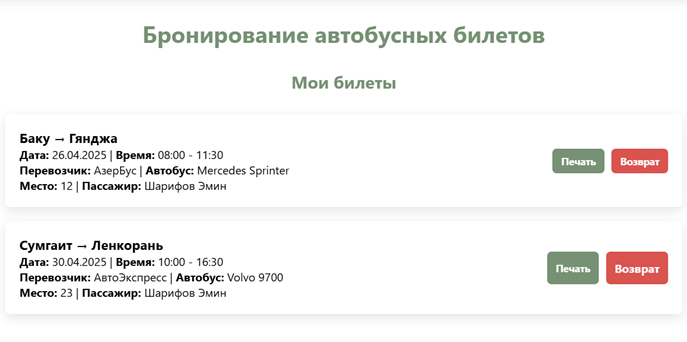 Бронирование автобусных билетов
Мои билеты
Баку → Гянджа
Дата: 26.04.2025 | Время: 08:00 - 11:30
Перевозчик: АзерБус | Автобус: Mercedes Sprinter
Место: 12 | Пассажир: Шарифов Эмин
Печать
Возврат
Сумгаит → Ленкорань
Дата: 30.04.2025 | Время: 10:00 - 16:30
Перевозчик: АвтоЭкспресс | Автобус: Volvo 9700
Место: 23 | Пассажир: Шарифов Эмин
Печать
Возврат